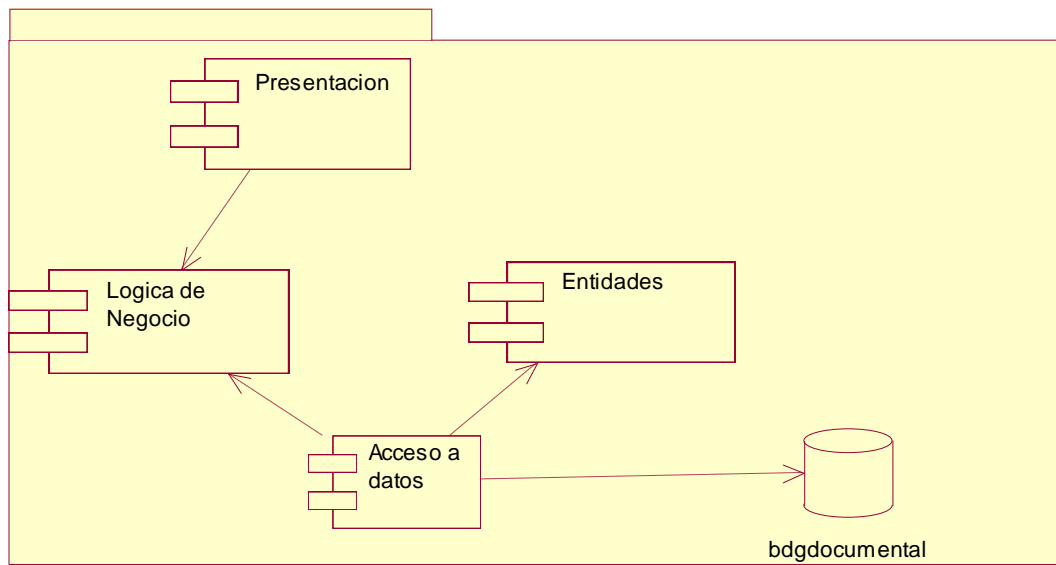 Presentacion
Logica de
Negocio
Entidades
Acceso a
datos
bdgdocumental